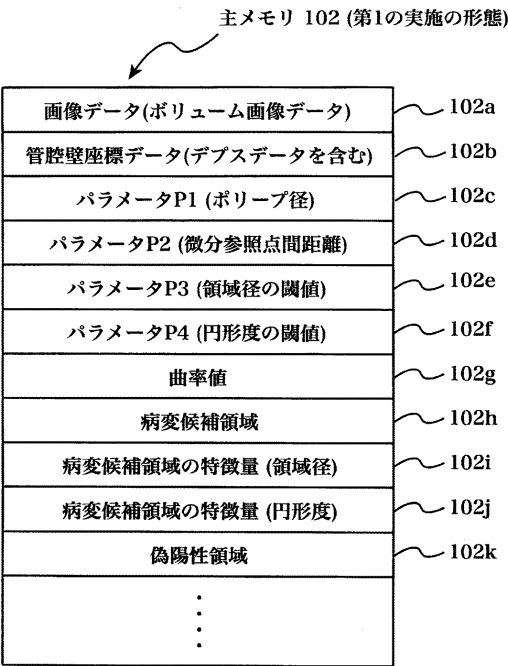 主メモリ 102 (第1の実施の形態)
画像データ(ボリューム画像データ) 102a
管腔壁座標データ(デプスデータを含む) 102b
パラメータP1 (ポリープ径) 102c
パラメータP2 (微分参照点間距離) 102d
パラメータP3 (領域径の閾値) 102e
パラメータP4 (円形度の閾値) 102f
曲率値 102g
病変候補領域 102h
病変候補領域の特徴量 (領域径) 102i
病変候補領域の特徴量 (円形度) 102j
偽陽性領域 102k